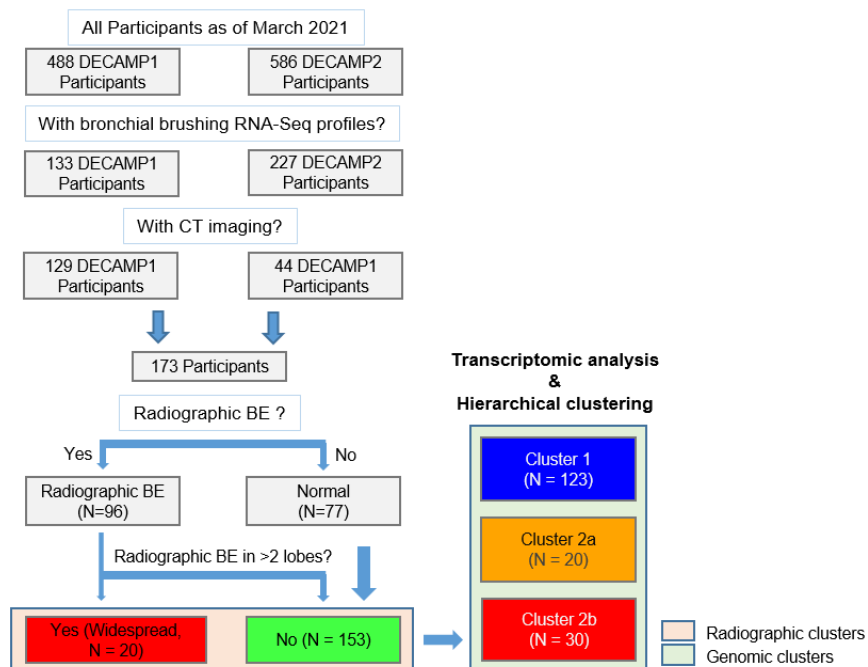 All Participants as of March 2021
488 DECAMP1
Participants
586 DECAMP2
Participants
With bronchial brushing RNA-Seq profiles?
133 DECAMP1
Participants
227 DECAMP2
Participants
With CT imaging?
129 DECAMP1
Participants
44 DECAMP1
Participants
173 Participants
Radiographic BE ?
Yes
No
Radiographic BE
(N=96)
Normal
(N=77)
Radiographic BE in >2 lobes?
Yes (Widespread,
N = 20)
No (N = 153)
Transcriptomic analysis
&
Hierarchical clustering
Cluster 1
(N = 123)
Cluster 2a
(N = 20)
Cluster 2b
(N = 30)
Radiographic clusters
Genomic clusters